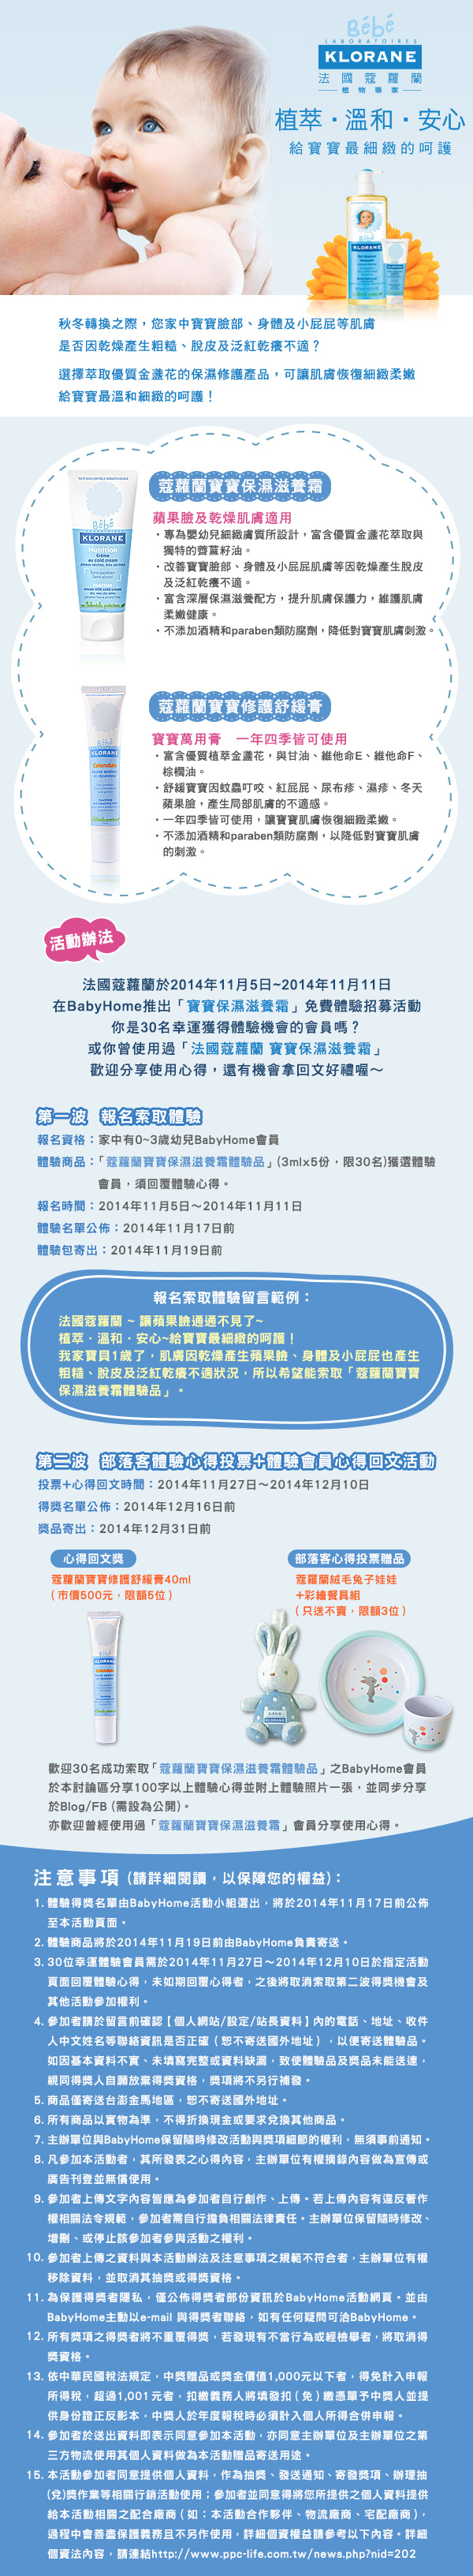 Bébé
LABORATOIRES
KLORANE
法國蔻蘿蘭
植物專家
植萃・溫和・安心
給寶寶最細緻的呵護
秋冬轉換之際，您家中寶寶臉部、身體及小屁屁等肌膚
是否因乾燥產生粗糙、脫皮及泛紅乾癢不適？
選擇萃取優質金盞花的保濕修護產品，可讓肌膚恢復細緻柔嫩
給寶寶最溫和細緻的呵護！
蔻蘿蘭寶寶保濕滋養霜
蘋果臉及乾燥肌膚適用
・專為嬰幼兒細緻膚質所設計，富含優質金盞花萃取與
獨特的薺藁籽油。
・改善寶寶臉部、身體及小屁屁肌膚等因乾燥產生脫皮
及泛紅乾癢不適。
・富含深層保濕滋養配方，提升肌膚保護力，維護肌膚
柔嫩健康。
・不添加酒精和paraben類防腐劑，降低對寶寶肌膚刺激。
Bébé
KLORANE
Nutrition
Crème
au cold cream
蔻蘿蘭寶寶修護舒緩膏
寶寶萬用膏　一年四季皆可使用
・富含優質植萃金盞花，與甘油、維他命E、維他命F、
棕櫚油。
・舒緩寶寶因蚊蟲叮咬、紅屁屁、尿布疹、濕疹、冬天
蘋果臉，產生局部肌膚的不適感。
・一年四季皆可使用，讓寶寶肌膚恢復細緻柔嫩。
・不添加酒精和paraben類防腐劑，以降低對寶寶肌膚
的刺激。
Bébé
KLORANE
Calendula
活動辦法
法國蔻蘿蘭於2014年11月5日~2014年11月11日
在BabyHome推出「寶寶保濕滋養霜」免費體驗招募活動
你是30名幸運獲得體驗機會的會員嗎？
或你曾使用過「法國蔻蘿蘭 寶寶保濕滋養霜」
歡迎分享使用心得，還有機會拿回文好禮喔～
第一波 報名索取體驗
報名資格：家中有0~3歲幼兒BabyHome會員
體驗商品：「蔻蘿蘭寶寶保濕滋養霜體驗品」(3mlx5份，限30名)獲選體驗
會員，須回覆體驗心得。
報名時間：2014年11月5日～2014年11月11日
體驗名單公佈：2014年11月17日前
體驗包寄出：2014年11月19日前
報名索取體驗留言範例：
法國蔻蘿蘭 ~ 讓蘋果臉通通不見了~
植萃．溫和．安心~給寶寶最細緻的呵護！
我家寶貝1歲了，肌膚因乾燥產生蘋果臉、身體及小屁屁也產生
粗糙、脫皮及泛紅乾癢不適狀況，所以希望能索取「蔻蘿蘭寶寶
保濕滋養霜體驗品」。
第二波 部落客體驗心得投票+體驗會員心得回文活動
投票+心得回文時間：2014年11月27日～2014年12月10日
得獎名單公佈：2014年12月16日前
獎品寄出：2014年12月31日前
心得回文獎
蔻蘿蘭寶寶修護舒緩膏40ml
（市價500元，限額5位）
部落客心得投票贈品
蔻蘿蘭絨毛兔子娃娃
+彩繪餐具組
（只送不賣，限額3位）
歡迎30名成功索取「蔻蘿蘭寶寶保濕滋養霜體驗品」之BabyHome會員
於本討論區分享100字以上體驗心得並附上體驗照片一張，並同步分享
於Blog/FB (需設為公開)。
亦歡迎曾經使用過「蔻蘿蘭寶寶保濕滋養霜」會員分享使用心得。
注意事項 (請詳細閱讀，以保障您的權益)：
1. 體驗得獎名單由BabyHome活動小組選出，將於2014年11月17日前公佈
至本活動頁面。
2. 體驗商品將於2014年11月19日前由BabyHome負責寄送。
3. 30位幸運體驗會員需於2014年11月27日～2014年12月10日於指定活動
頁面回覆體驗心得，未如期回覆心得者，之後將取消索取第二波得獎機會及
其他活動參加權利。
4. 參加者請於留言前確認【個人網站/設定/站長資料】內的電話、地址、收件
人中文姓名等聯絡資訊是否正確（恕不寄送國外地址），以便寄送體驗品。
如因基本資料不實、未填寫完整或資料缺漏，致使體驗品及獎品未能送達，
視同得獎人自願放棄得獎資格，獎項將不另行補發。
5. 商品僅寄送台澎金馬地區，恕不寄送國外地址。
6. 所有商品以實物為準，不得折換現金或要求兌換其他商品。
7. 主辦單位與BabyHome保留隨時修改活動與獎項細節的權利，無須事前通知。
8. 凡參加本活動者，其所發表之心得內容，主辦單位有權摘錄內容做為宣傳或
廣告刊登並無償使用。
9. 參加者上傳文字內容皆應為參加者自行創作、上傳。若上傳內容有違反著作
權相關法令規範，參加者需自行擔負相關法律責任。主辦單位保留隨時修改、
增刪、或停止該參加者參與活動之權利。
10. 參加者上傳之資料與本活動辦法及注意事項之規範不符合者，主辦單位有權
移除資料，並取消其抽獎或得獎資格。
11. 為保護得獎者隱私，僅公佈得獎者部份資訊於BabyHome活動網頁。並由
BabyHome主動以e-mail 與得獎者聯絡，如有任何疑問可洽BabyHome。
12. 所有獎項之得獎者將不重覆得獎，若發現有不當行為或經檢舉者，將取消得
獎資格。
13. 依中華民國稅法規定，中獎贈品或獎金價值1,000元以下者，得免計入申報
所得稅，超過1,001元者，扣繳義務人將填發扣（免）繳憑單予中獎人並提
供身份證正反影本，中獎人於年度報稅時必須計入個人所得合併申報。
14. 參加者於送出資料即表示同意參加本活動，亦同意主辦單位及主辦單位之第
三方物流使用其個人資料做為本活動贈品寄送用途。
15. 本活動參加者同意提供個人資料，作為抽獎、發送通知、寄發獎項、辦理抽
(兌)獎作業等相關行銷活動使用；參加者並同意得將您所提供之個人資料提供
給本活動相關之配合廠商（如：本活動合作夥伴、物流廠商、宅配廠商），
過程中會善盡保護義務且不另作使用，詳細個資權益請參考以下內容。詳細
個資法內容，請連結http://www.ppc-life.com.tw/news.php?nid=202